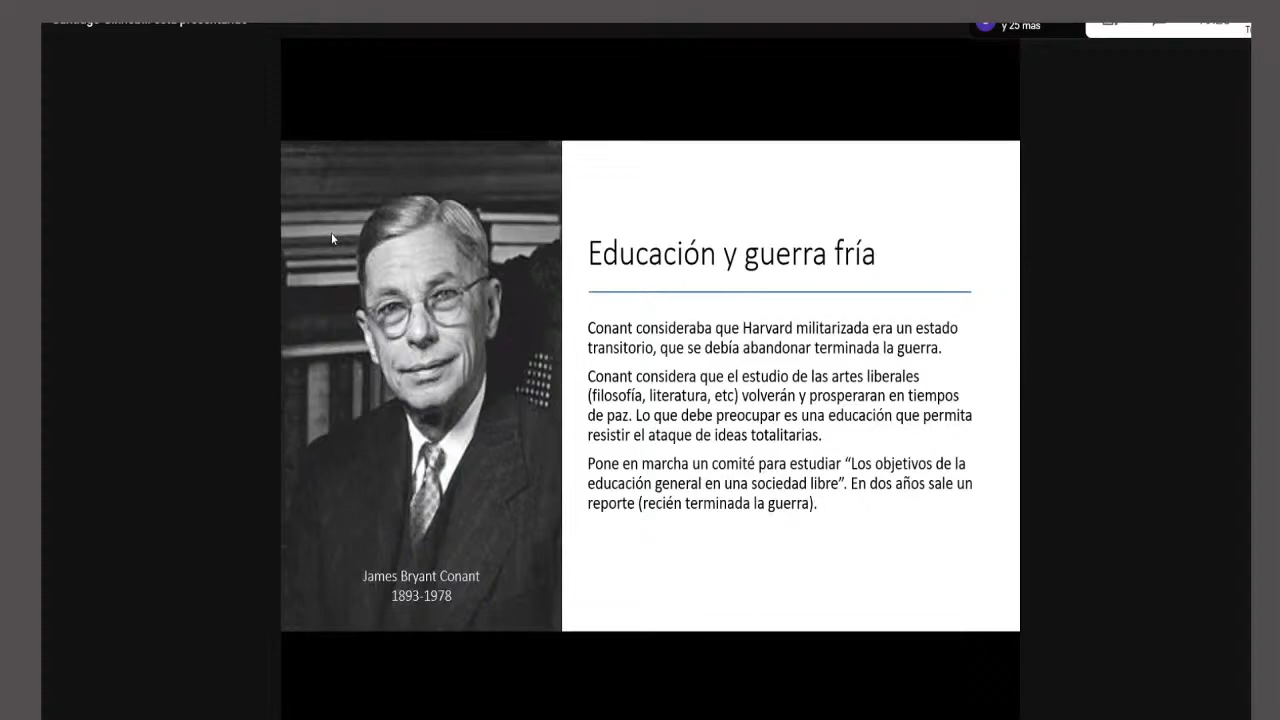 y 25 más
Educación y guerra fría
Conant consideraba que Harvard militarizada era un estado
transitorio, que se debía abandonar terminada la guerra.
Conant considera que el estudio de las artes liberales
(filosofía, literatura, etc) volverán y prosperaran en tiempos
de paz. Lo que debe preocupar es una educación que permita
resistir el ataque de ideas totalitarias.
Pone en marcha un comité para estudiar “Los objetivos de la
educación general en una sociedad libre”. En dos años sale un
reporte (recién terminada la guerra).
James Bryant Conant
1893-1978